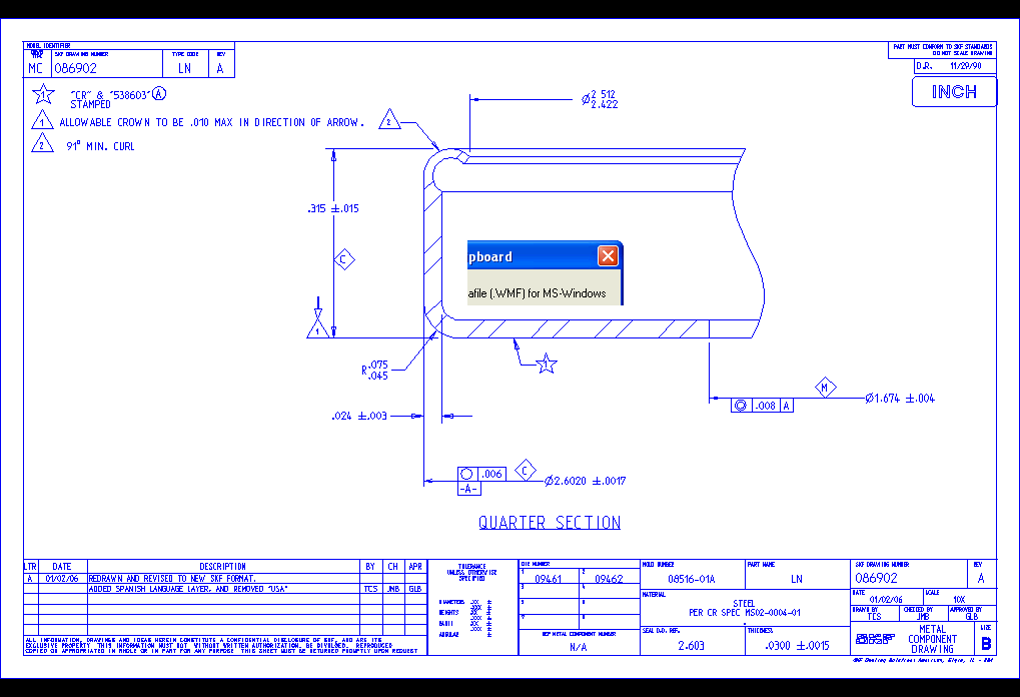 MODEL IDENTIFIER
SKF DRAWING NUMBER TYPE CODE REV
MC 086902 LN A
PART MUST CONFORM TO SKF STANDARDS
DO NOT SCALE DRAWING
D.R. 11/29/90
INCH
1 "CR" & "538603" A
STAMPED
1 ALLOWABLE CROWN TO BE .010 MAX IN DIRECTION OF ARROW.
2 91° MIN. CURL
2
Ø2.512
2.422
.315 ±.015
C
pboard
afile (.WMF) for MS-Windows
1
R.075
.045
1
M
Ø1.674 ±.004
.008 A
.024 ±.003
.006
C
-A-
Ø2.6020 ±.0017
QUARTER SECTION
LTR DATE DESCRIPTION BY CH APR
A 01/02/06 REDRAWN AND REVISED TO NEW SKF FORMAT.
ADDED SPANISH LANGUAGE LAYER, AND REMOVED "USA" TCS JMB GLB
ALL INFORMATION, DRAWINGS AND IDEAS HEREIN CONSTITUTE A CONFIDENTIAL DISCLOSURE OF SKF, AND ARE ITS
EXCLUSIVE PROPERTY. THIS INFORMATION MUST NOT, WITHOUT WRITTEN AUTHORIZATION, BE DIVULGED, REPRODUCED
COPIED OR APPROPRIATED IN WHOLE OR IN PART FOR ANY PURPOSE. THIS SHEET MUST BE RETURNED PROMPTLY UPON REQUEST
TOLERANCE
UNLESS OTHERWISE
SPECIFIED
DIAMETERS .XX ±
.XXX ±
HEIGHTS .XX ±
.XXX ±
RADII .XX ±
.XXX ±
ANGULAR ±
DIE NUMBER
1 09461 2 09462
3 4
5 6
7 8
REF METAL COMPONENT NUMBER
N/A
MOLD NUMBER
08516-01A
PART NAME
LN
MATERIAL
STEEL
PER CR SPEC MS02-0004-01
SEAL O.D. REF.
2.603
THICKNESS
.0300 ±.0015
SKF DRAWING NUMBER REV
086902 A
DATE SCALE
01/02/06 10X
DRAWN BY CHECKED BY APPROVED BY
TCS JMB GLB
SKF
METAL
COMPONENT
DRAWING
SIZE
B
SKF Sealing Solutions Americas, Elgin, IL - USA